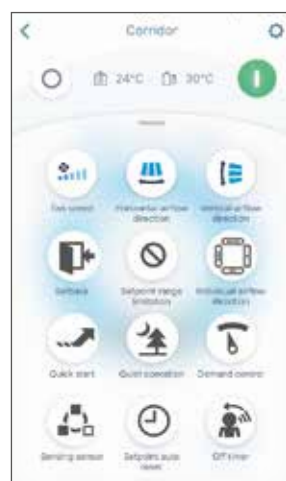 Corridor
24°C 30°C
Fan speed
Horizontal airflow
direction
Vertical airflow
direction
Setback
Setpoint range
limitation
Individual airflow
direction
Quick start
Quiet operation
Demand control
Sensing sensor
Setpoint auto
reset
Off timer